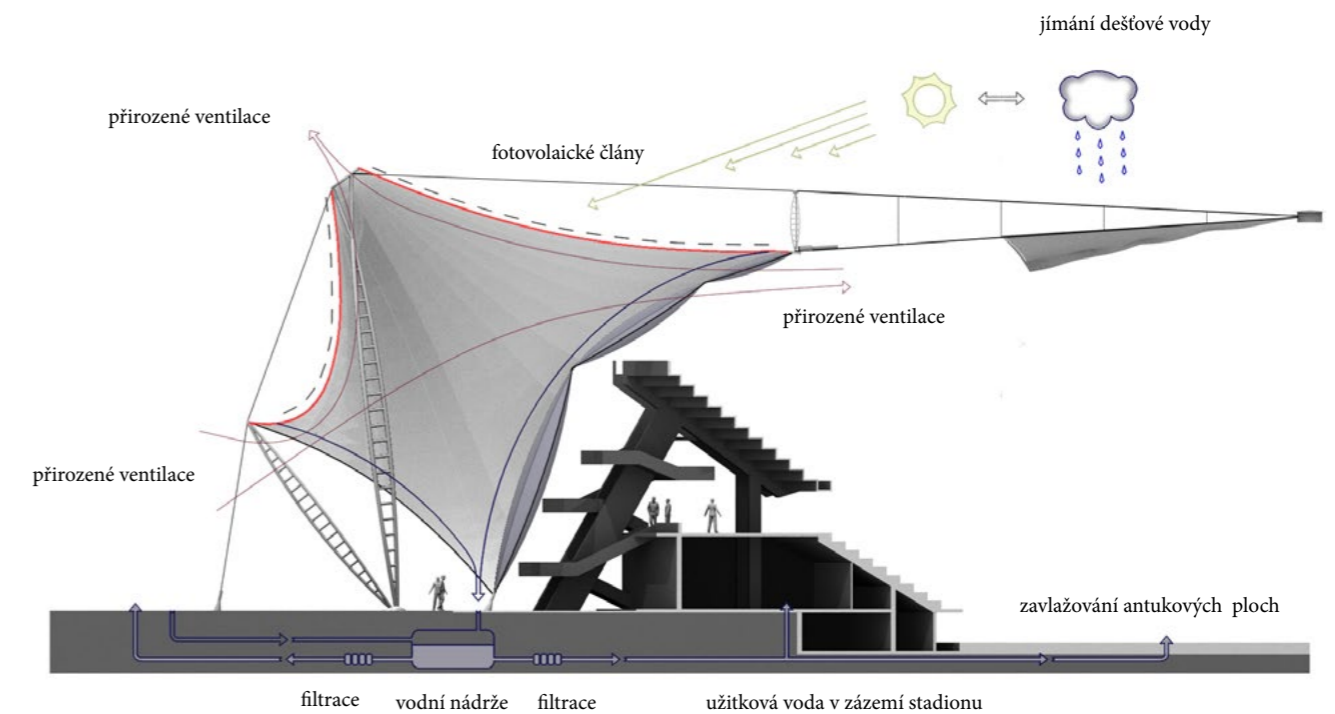 jímání dešťové vody
přirozené ventilace
fotovolaické člány
přirozené ventilace
přirozené ventilace
zavlažování antukových ploch
filtrace
vodní nádrže
filtrace
užitková voda v zázemí stadionu